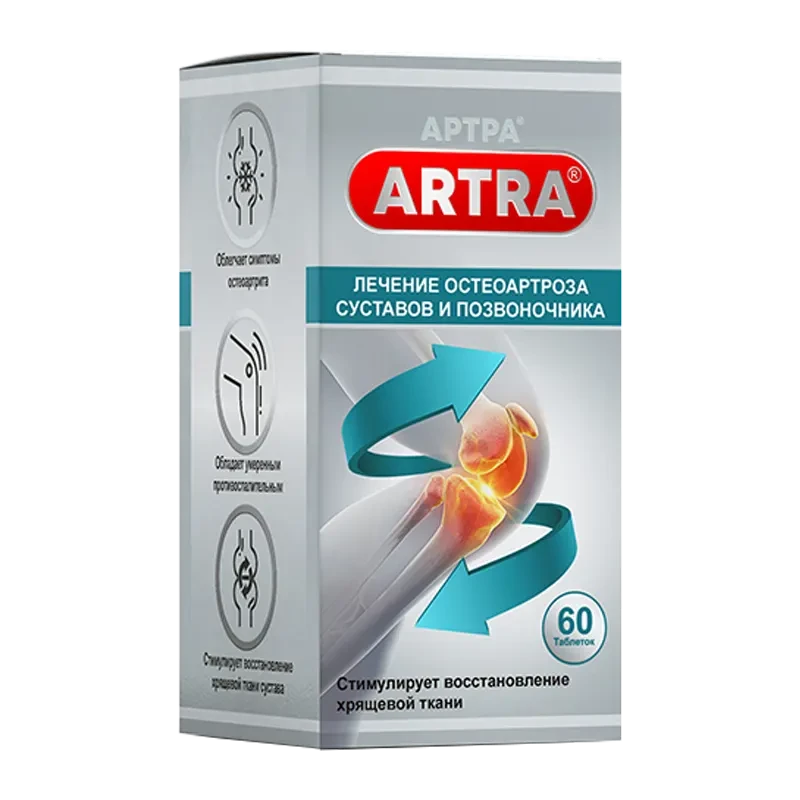 АРТРА®
ARTRA®
ЛЕЧЕНИЕ ОСТЕОАРТРОЗА
СУСТАВОВ И ПОЗВОНОЧНИКА
60
Таблеток
Стимулирует восстановление
хрящевой ткани
Облегчает симптомы
остеоартрита
Обладает умеренным
противоспалительным
Стимулирует восстановление
хрящевой ткани сустава